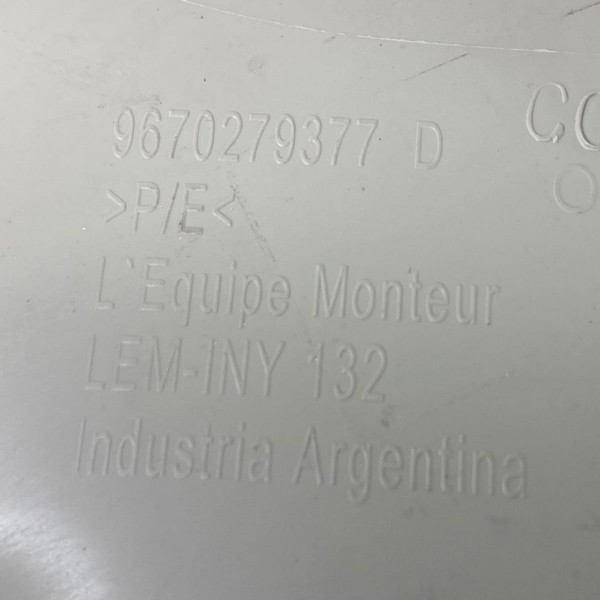 9670279377 D
>P/E<
L'Equipe Monteur
LEM-INY 132
Industria Argentina